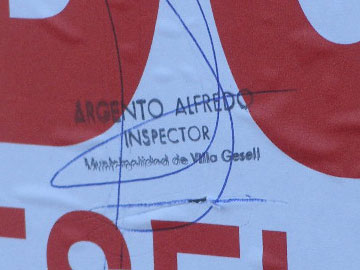 ARGENTO ALFREDO
INSPECTOR
Municipalidad de Villa Gesell